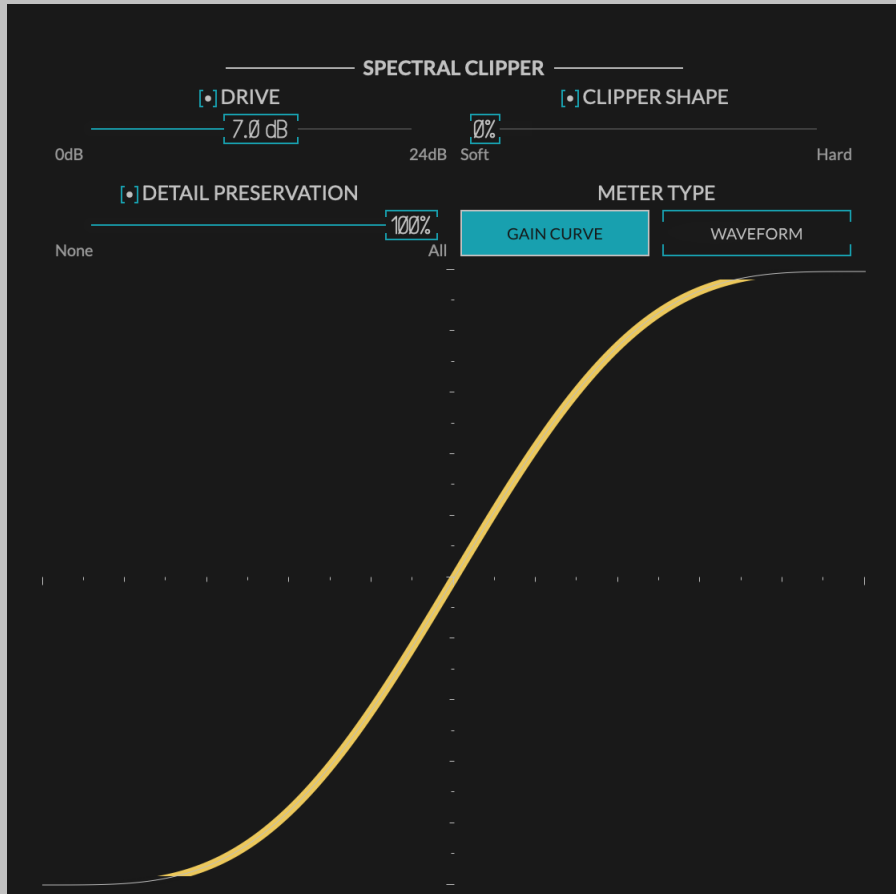 SPECTRAL CLIPPER
[•] DRIVE
7.0 dB
0dB 24dB
[•] CLIPPER SHAPE
0%
Soft Hard
[•] DETAIL PRESERVATION
100%
None All
METER TYPE
GAIN CURVE WAVEFORM